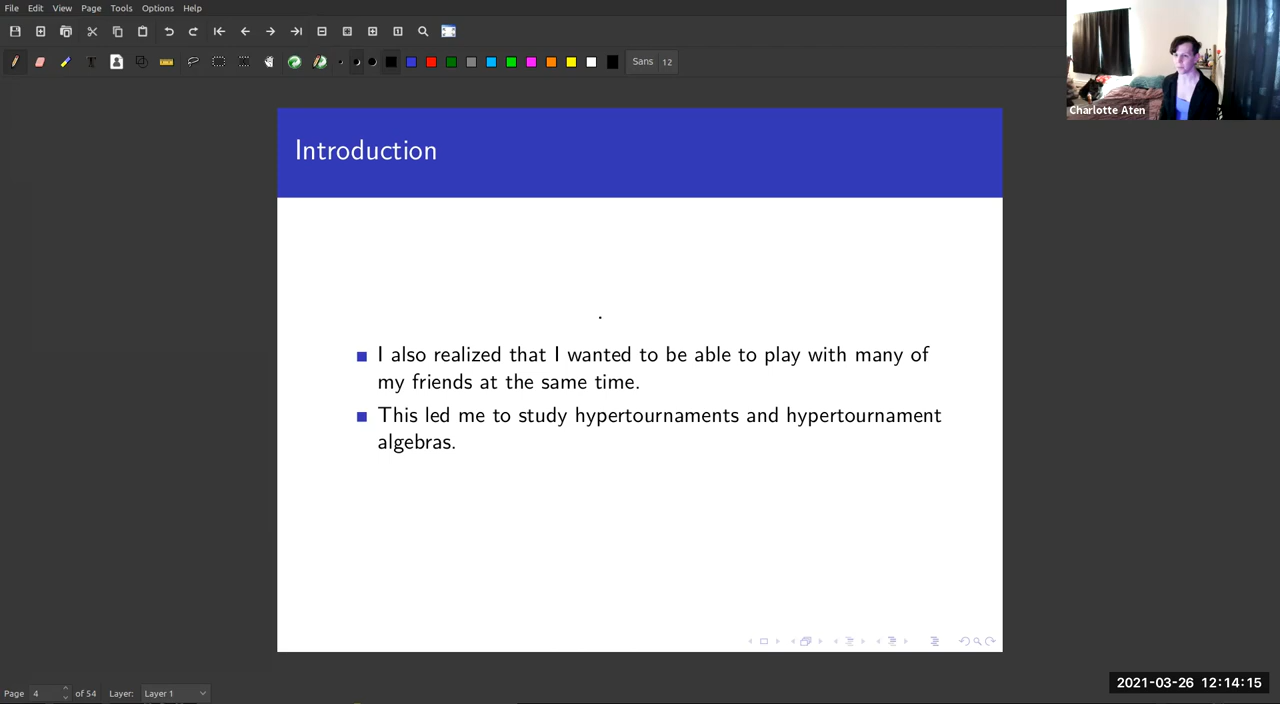 File Edit View Page Tools Options Help
Sans 12
Charlotte Aten
Introduction
I also realized that I wanted to be able to play with many of
my friends at the same time.
This led me to study hypertournaments and hypertournament
algebras.
Page 4 of 54 Layer: Layer 1
2021-03-26 12:14:15